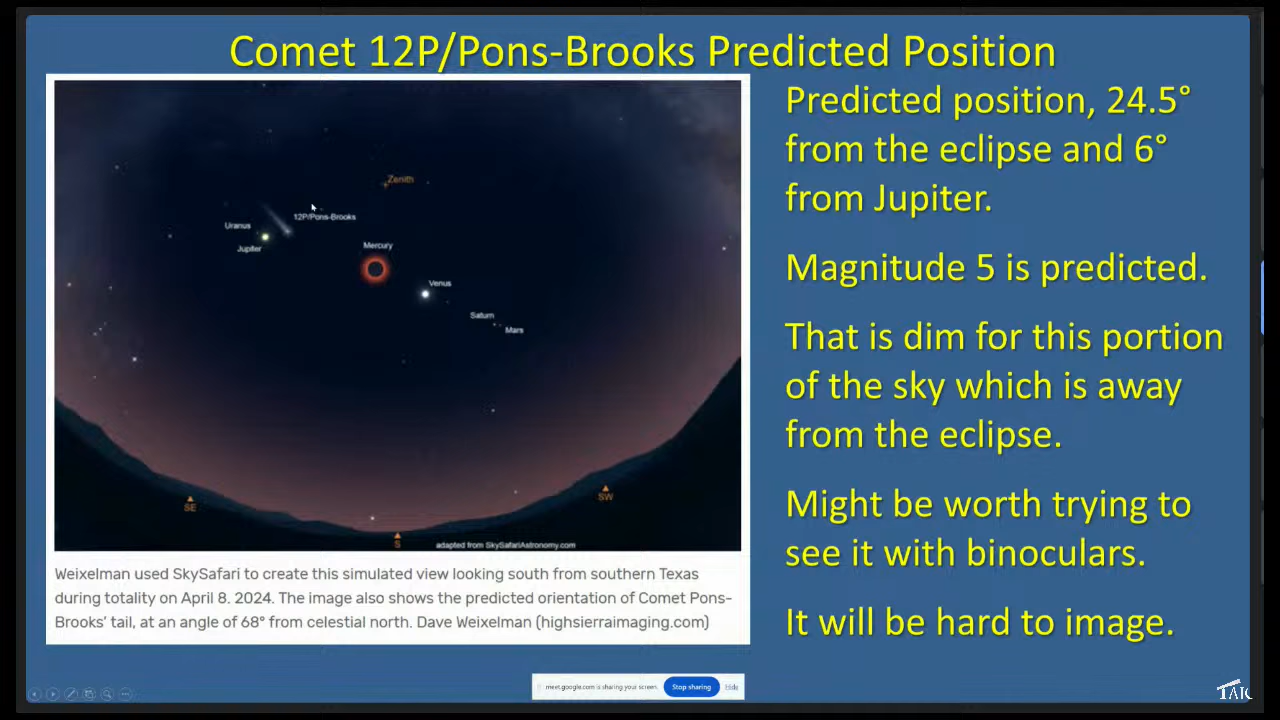 Comet 12P/Pons-Brooks Predicted Position
Zenith
12P/Pons-Brooks
Uranus
Jupiter
Mercury
Venus
Saturn
Mars
SE
SW
S
adapted from SkySafariAstronomy.com
Weixelman used SkySafari to create this simulated view looking south from southern Texas
during totality on April 8. 2024. The image also shows the predicted orientation of Comet Pons-
Brooks' tail, at an angle of 68° from celestial north. Dave Weixelman (highsierraimaging.com)
Predicted position, 24.5°
from the eclipse and 6°
from Jupiter.
Magnitude 5 is predicted.
That is dim for this portion
of the sky which is away
from the eclipse.
Might be worth trying to
see it with binoculars.
It will be hard to image.
meet.google.com is sharing your screen.
Stop sharing
Hide